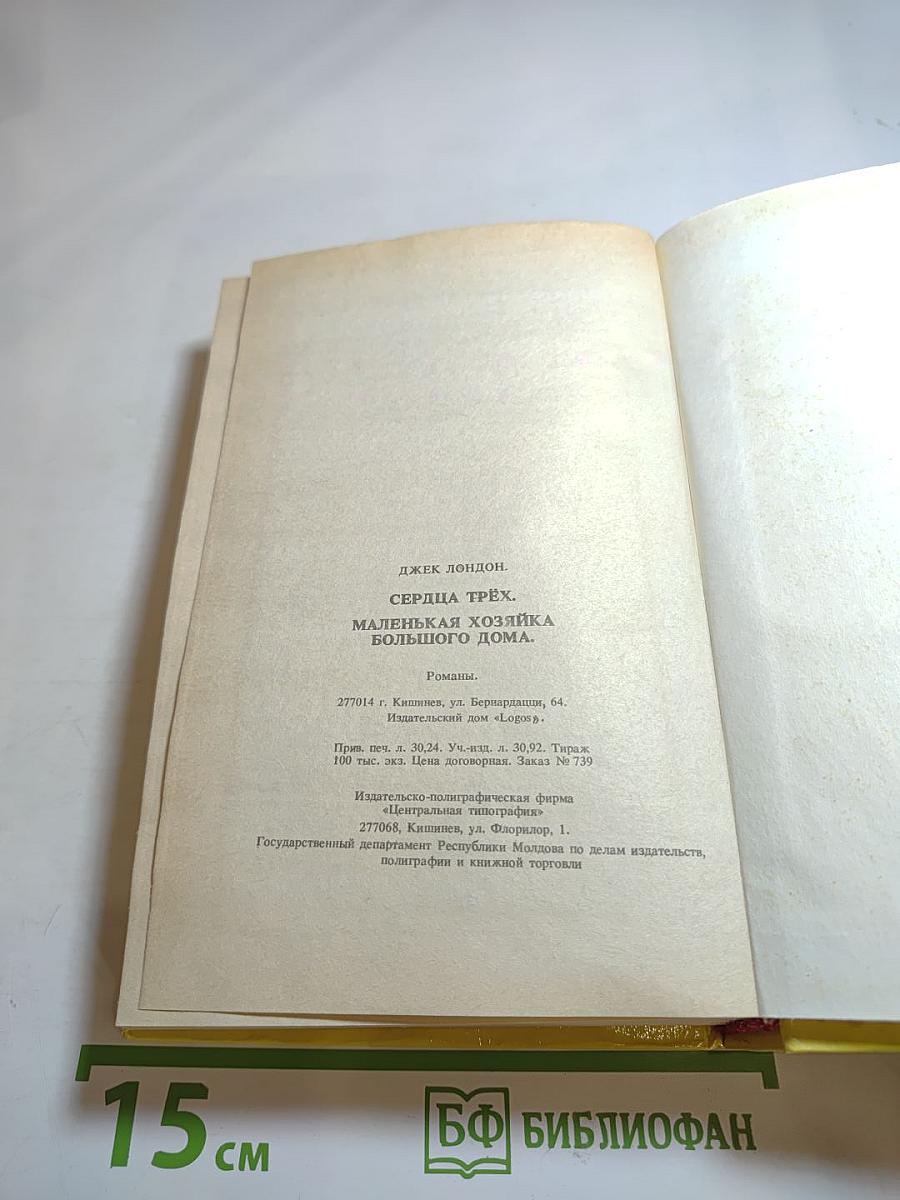 ДЖЕК ЛОНДОН.
СЕРДЦА ТРЁХ.
МАЛЕНЬКАЯ ХОЗЯЙКА
БОЛЬШОГО ДОМА.
Романы.
277014 г. Кишинев, ул. Бернардацци, 64.
Издательский дом «Logos».
Прив. печ. л. 30,24. Уч.-изд. л. 30,92. Тираж
100 тыс. экз. Цена договорная. Заказ № 739
Издательско-полиграфическая фирма
«Центральная типография»
277068, Кишинев, ул. Флорилор, 1.
Государственный департамент Республики Молдова по делам издательств,
полиграфии и книжной торговли
15 см
БФ БИБЛИОФАН